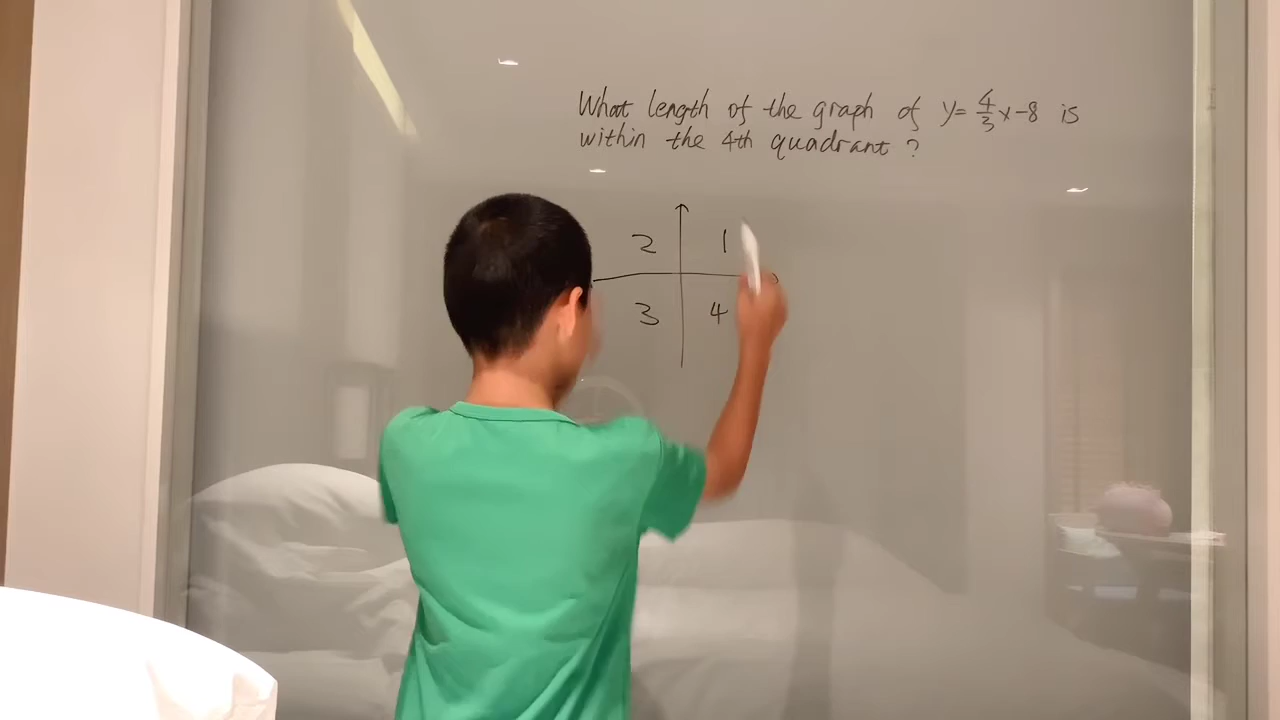 What length of the graph of y= 4/3 x-8 is
within the 4th quadrant ?
2 1
3 4